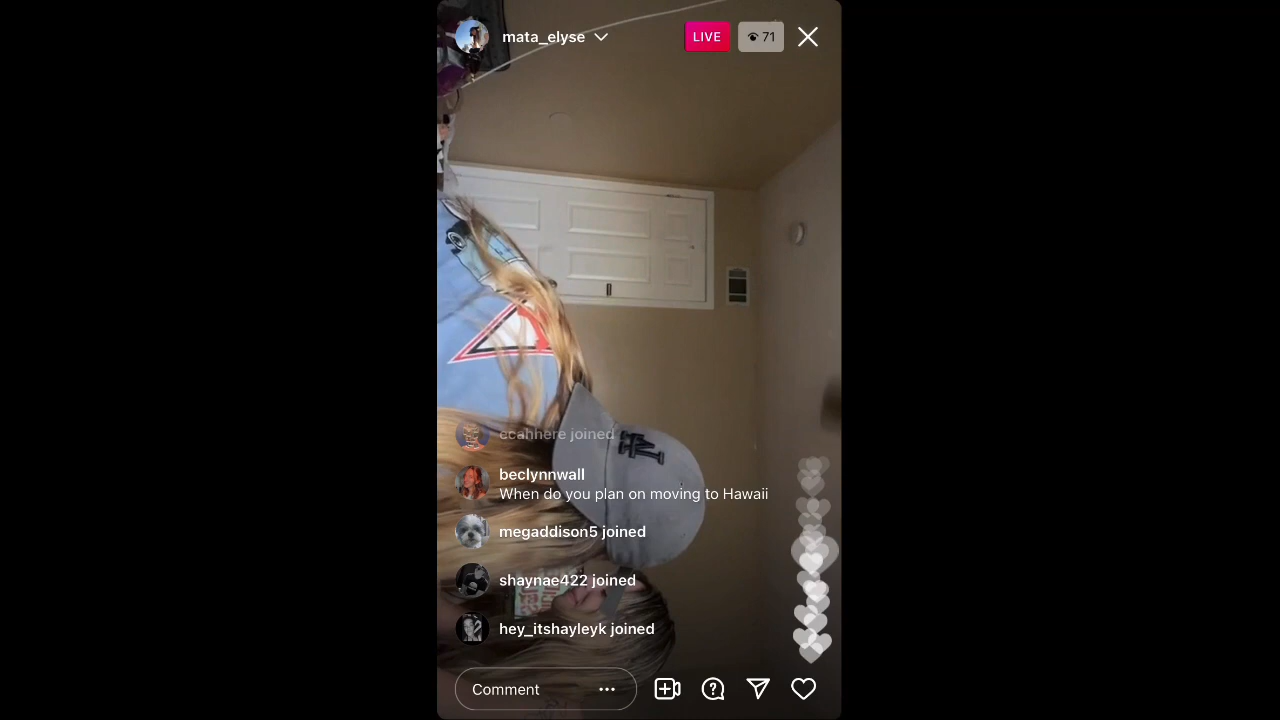 mata_elyse
LIVE
71
ccahhere joined
beclynnwall
When do you plan on moving to Hawaii
megaddison5 joined
shaynae422 joined
hey_itshayleyk joined
Comment